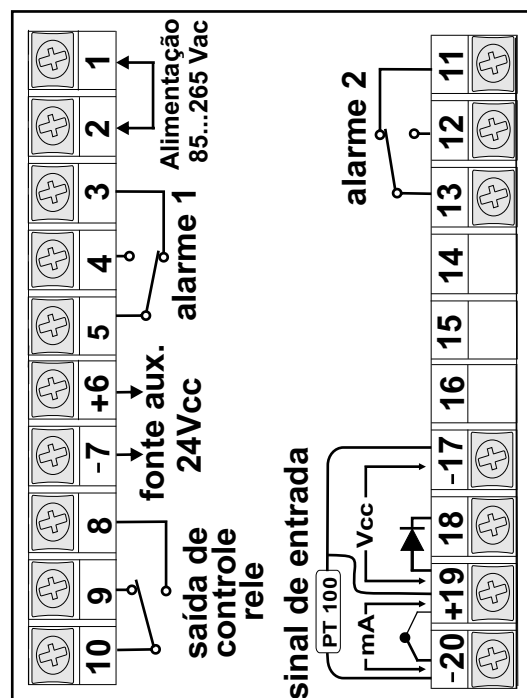 1
2
3
4
5
+6
-7
8
9
10
Alimentação
85...265 Vac
alarme 1
fonte aux.
24Vcc
saída de
controle
rele
alarme 2
sinal de entrada
PT 100
mA
Vcc
11
12
13
14
15
16
-17
18
+19
-20